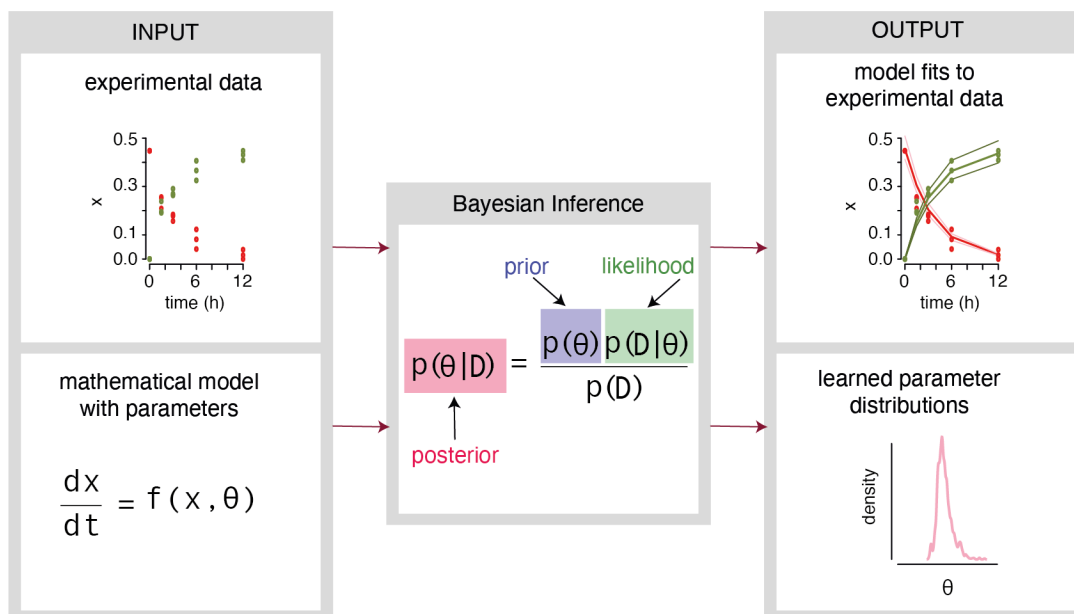 INPUT
experimental data
0.5
0.3
0.1
0.0
x
0 6 12
time (h)
mathematical model
with parameters
dx
dt
= f(x,θ)
Bayesian Inference
prior likelihood
p(θ|D) = p(θ) p(D|θ)
p(D)
posterior
OUTPUT
model fits to
experimental data
0.5
0.3
0.1
0.0
x
0 6 12
time (h)
learned parameter
distributions
density
θ